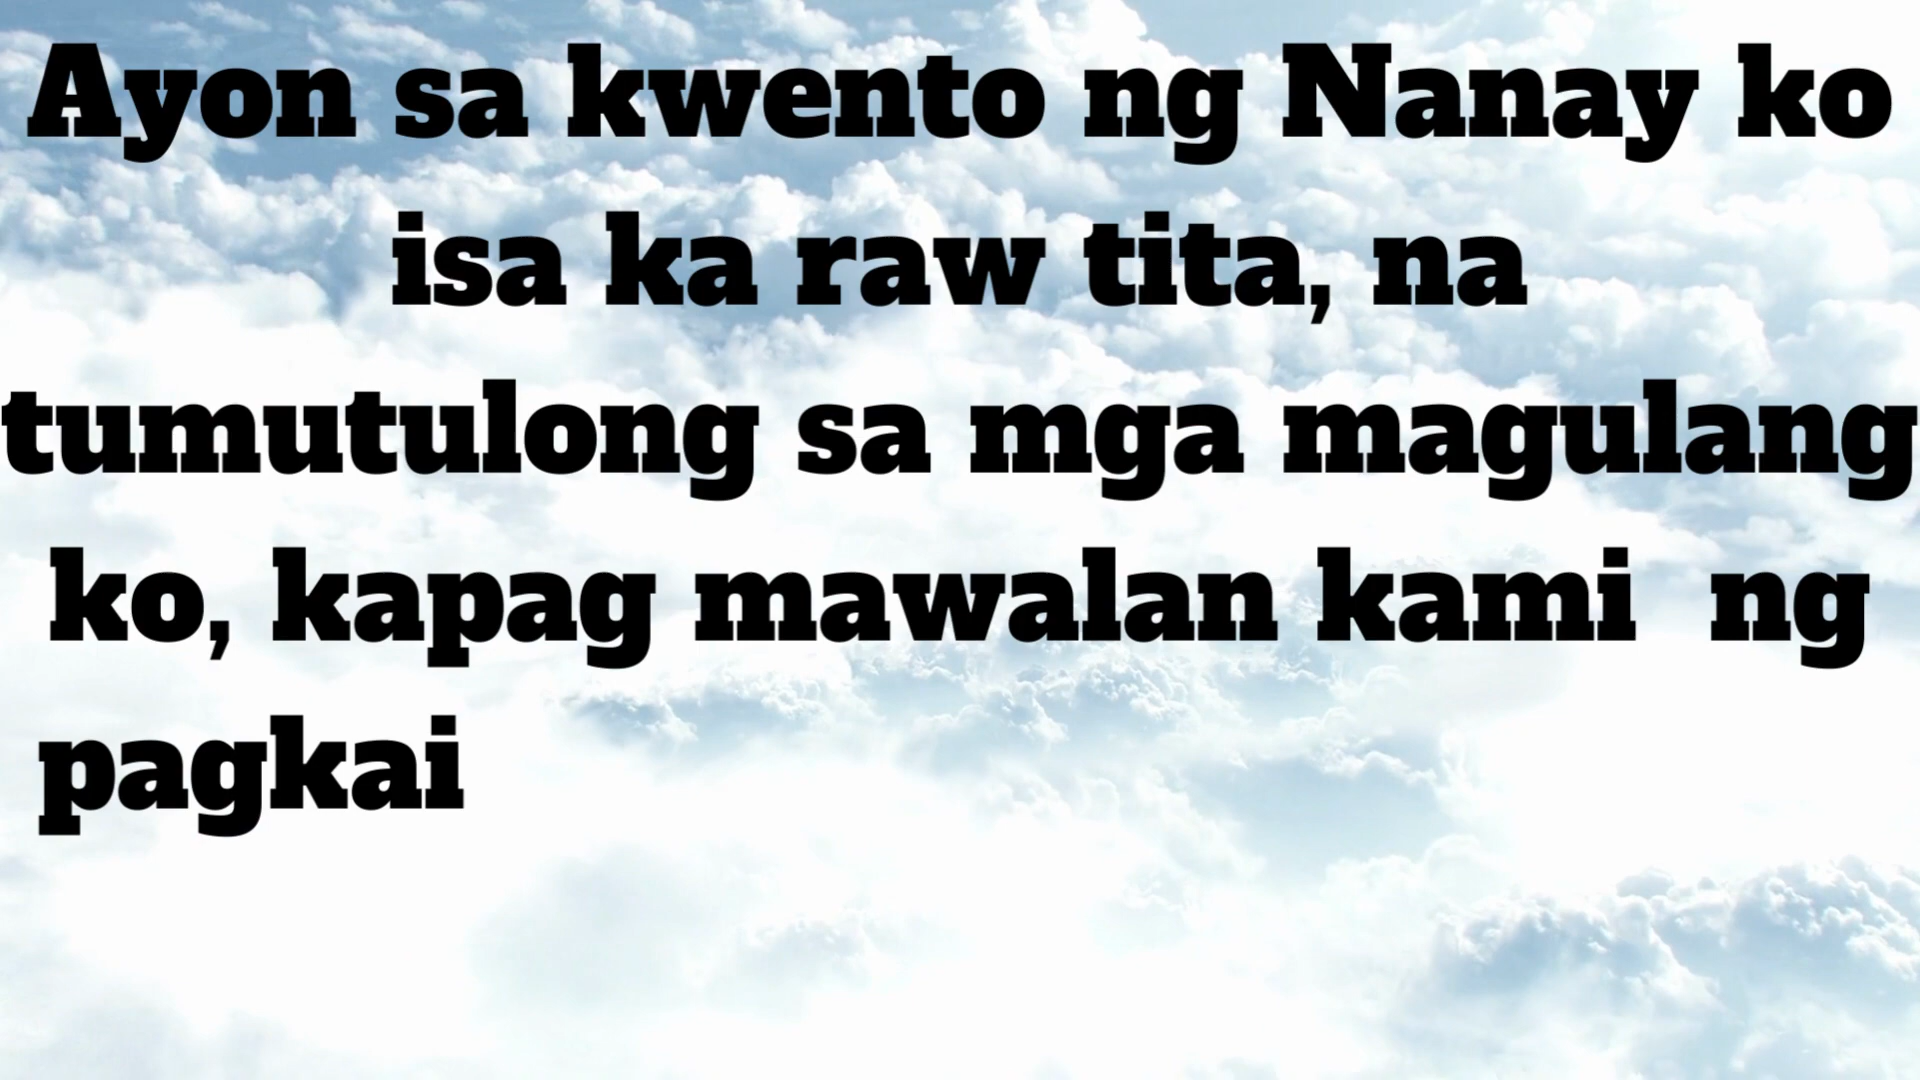 Ayon sa kwento ng Nanay ko
isa ka raw tita, na
tumutulong sa mga magulang
ko, kapag mawalan kami  ng
pagkai